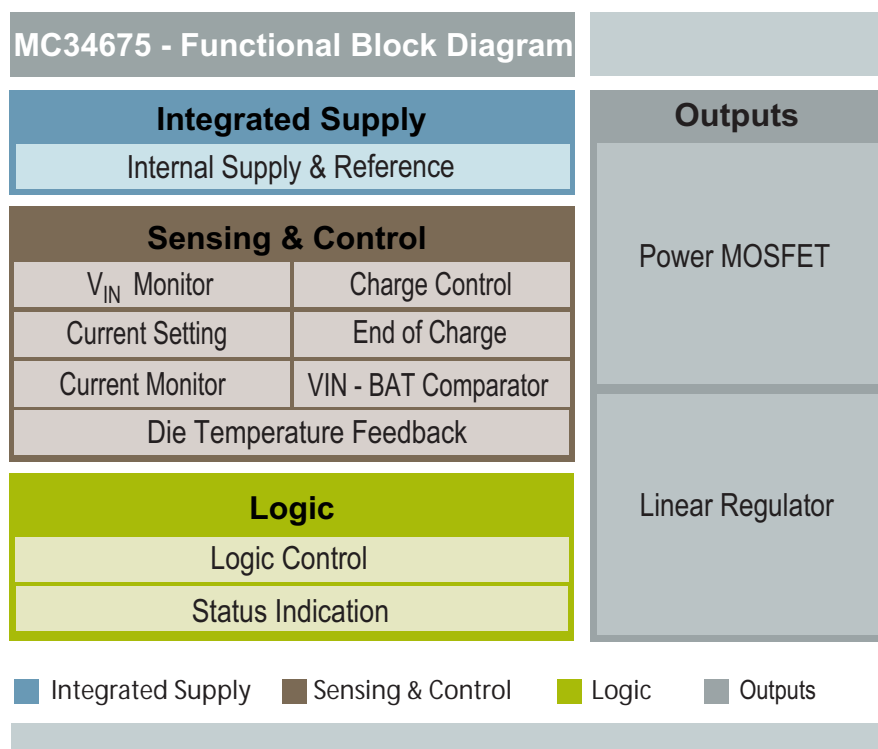 MC34675 - Functional Block Diagram
Integrated Supply
Internal Supply & Reference
Sensing & Control
VIN Monitor
Charge Control
Current Setting
End of Charge
Current Monitor
VIN - BAT Comparator
Die Temperature Feedback
Logic
Logic Control
Status Indication
Outputs
Power MOSFET
Linear Regulator
Integrated Supply
Sensing & Control
Logic
Outputs